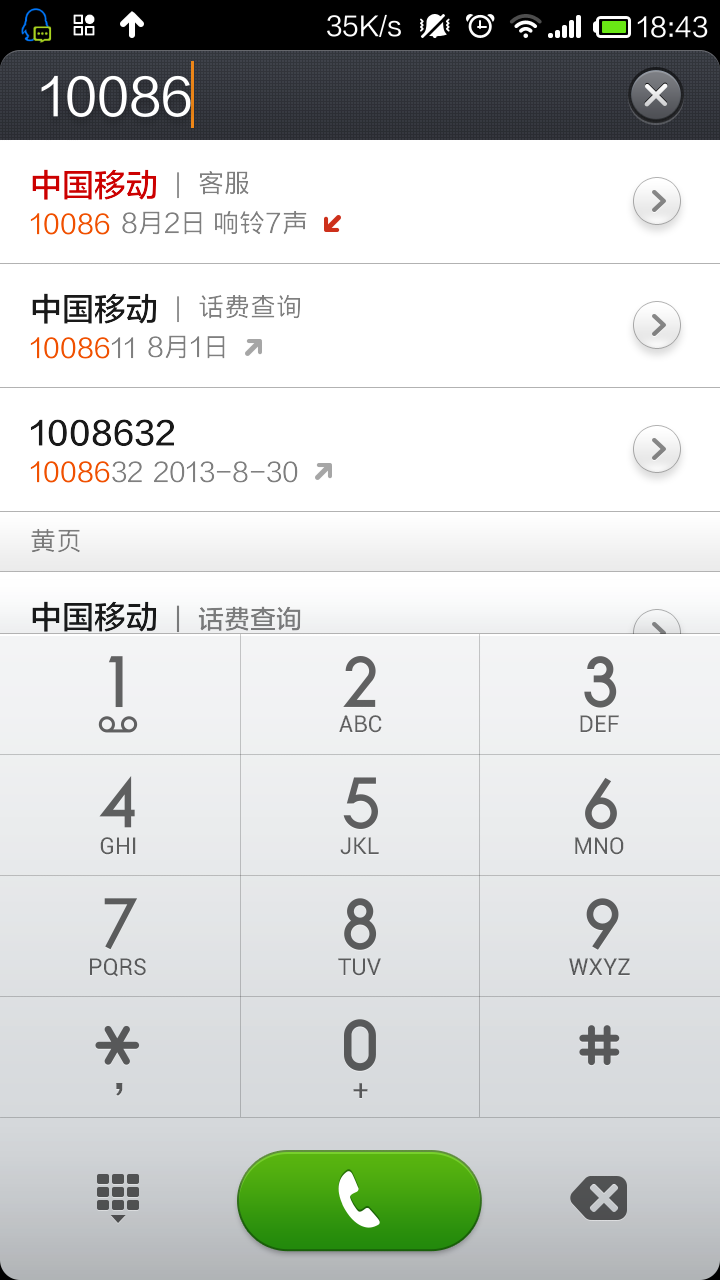 35K/s 18:43
10086
中国移动 | 客服
10086 8月2日 响铃7声
中国移动 | 话费查询
1008611 8月1日
1008632
1008632 2013-8-30
黄页
中国移动 | 话费查询
1 2 3
ABC DEF
4 5 6
GHI JKL MNO
7 8 9
PQRS TUV WXYZ
* 0 #
, +